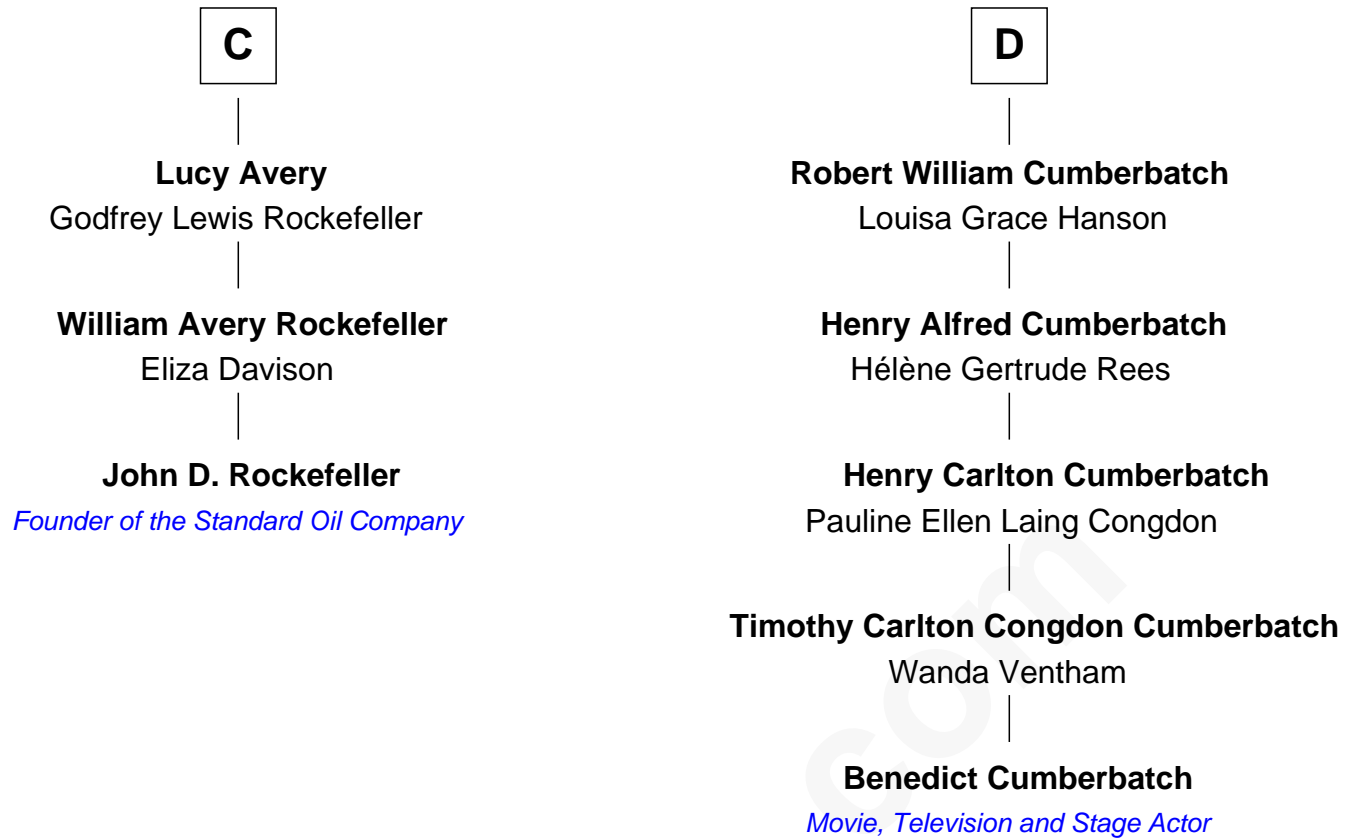 C
Lucy Avery
Godfrey Lewis Rockefeller
William Avery Rockefeller
Eliza Davison
John D. Rockefeller
Founder of the Standard Oil Company
D
Robert William Cumberbatch
Louisa Grace Hanson
Henry Alfred Cumberbatch
Hélène Gertrude Rees
Henry Carlton Cumberbatch
Pauline Ellen Laing Congdon
Timothy Carlton Congdon Cumberbatch
Wanda Ventham
Benedict Cumberbatch
Movie, Television and Stage Actor
com